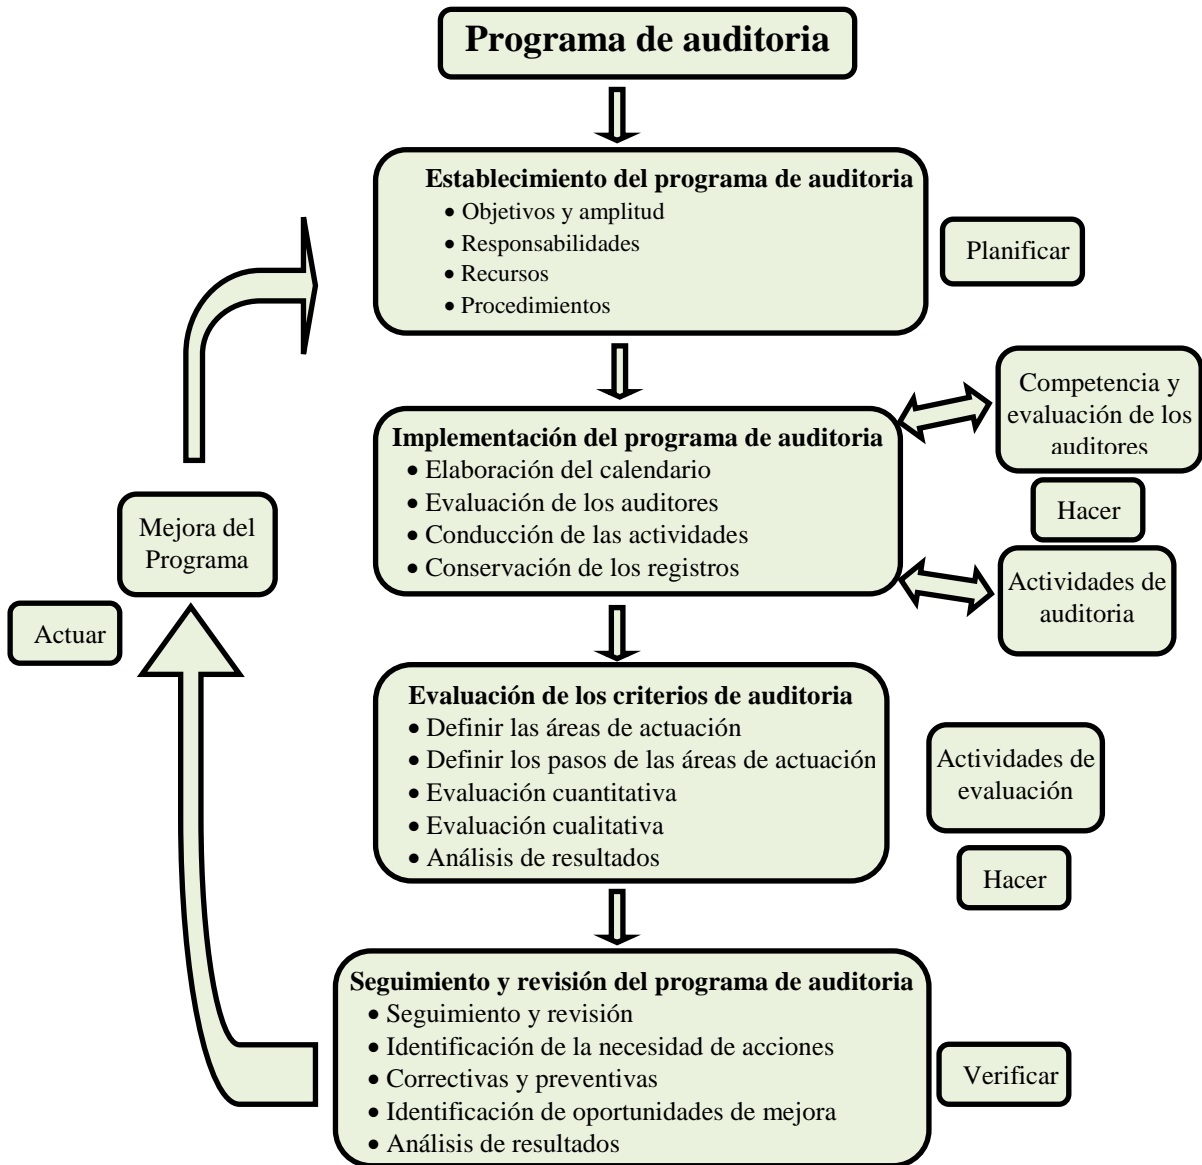 Programa de auditoria
Establecimiento del programa de auditoria
• Objetivos y amplitud
• Responsabilidades
• Recursos
• Procedimientos
Planificar
Implementación del programa de auditoria
• Elaboración del calendario
• Evaluación de los auditores
• Conducción de las actividades
• Conservación de los registros
Competencia y
evaluación de los
auditores
Hacer
Actividades de
auditoria
Mejora del
Programa
Actuar
Evaluación de los criterios de auditoria
• Definir las áreas de actuación
• Definir los pasos de las áreas de actuación
• Evaluación cuantitativa
• Evaluación cualitativa
• Análisis de resultados
Actividades de
evaluación
Hacer
Seguimiento y revisión del programa de auditoria
• Seguimiento y revisión
• Identificación de la necesidad de acciones
• Correctivas y preventivas
• Identificación de oportunidades de mejora
• Análisis de resultados
Verificar